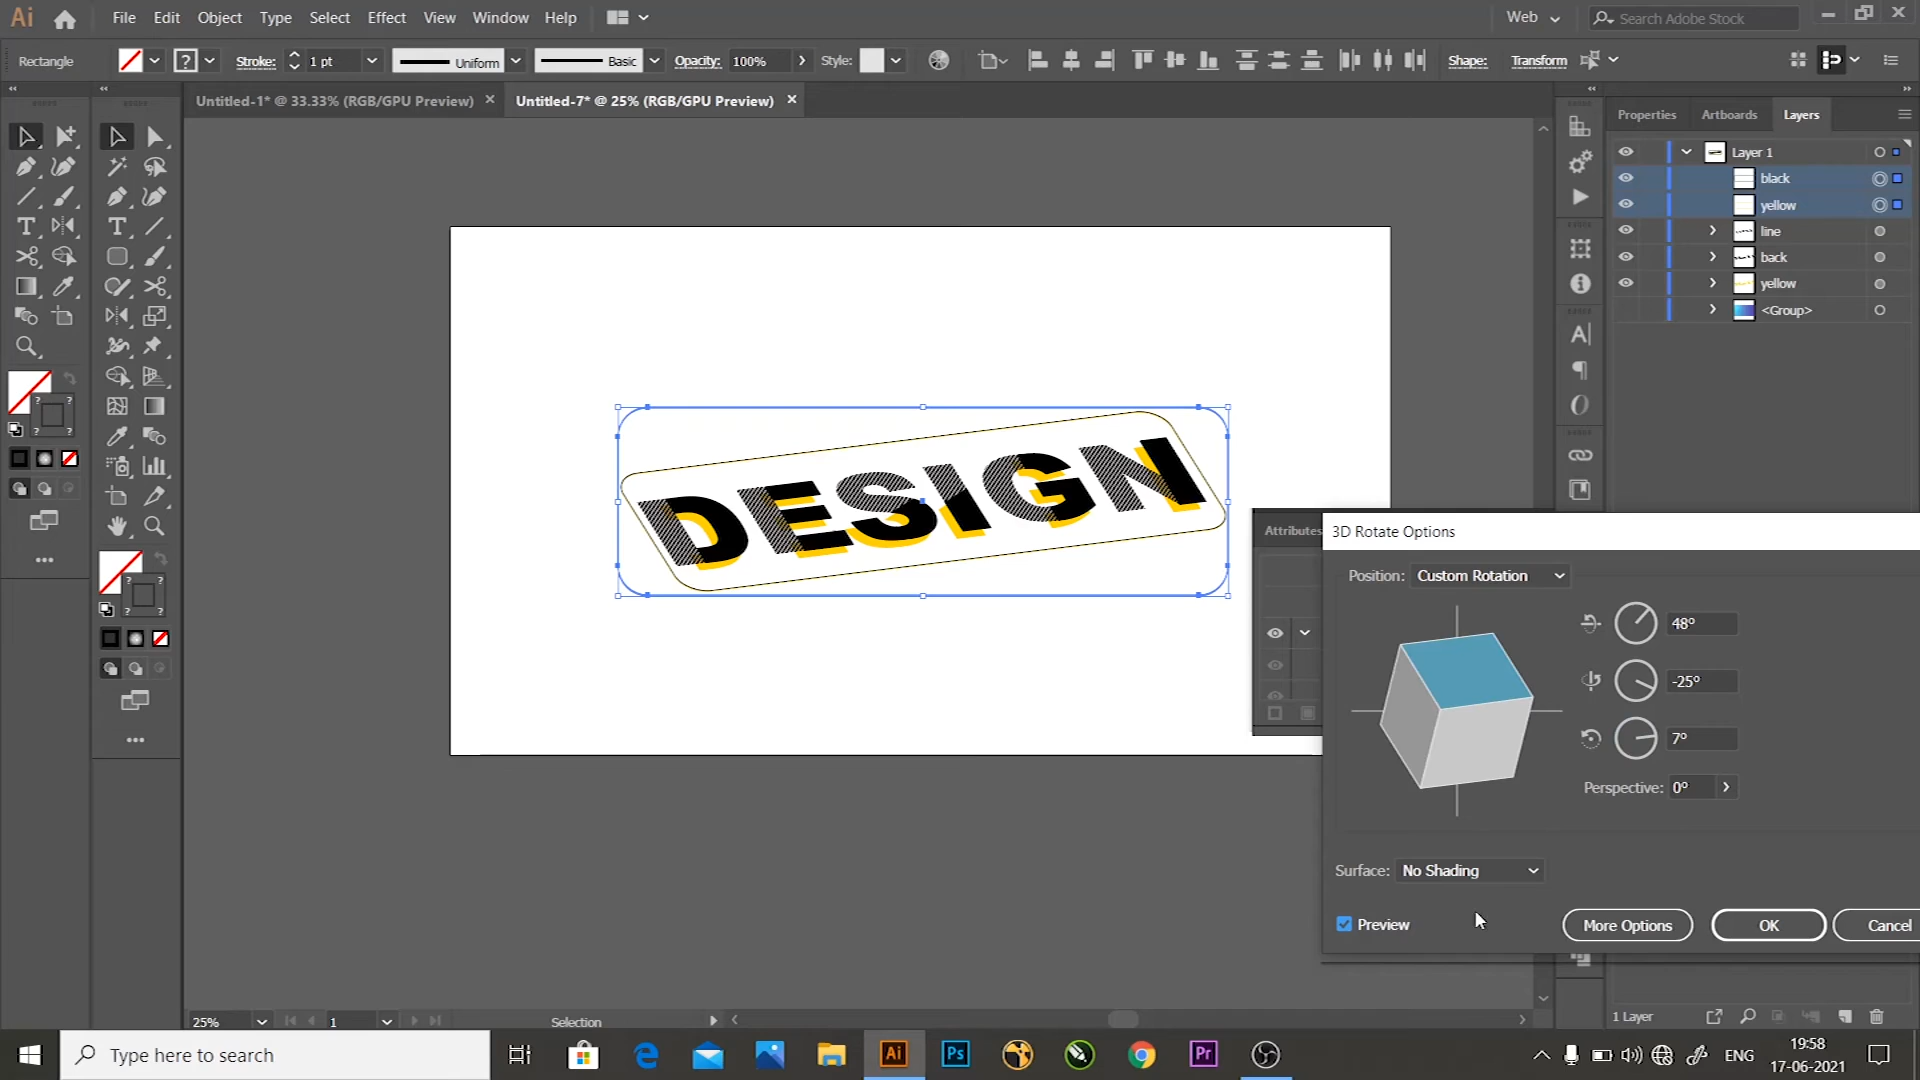 Ai File Edit Object Type Select Effect View Window Help Web Search Adobe Stock
Rectangle ? Stroke: 1 pt Uniform Basic Opacity: 100% Style: Shape: Transform
Untitled-1* @ 33.33% (RGB/GPU Preview) Untitled-7* @ 25% (RGB/GPU Preview)
Properties Artboards Layers
Layer 1
black
yellow
line
back
yellow
<Group>
DESIGN
Attributes
3D Rotate Options
Position: Custom Rotation
48°
-25°
7°
Perspective: 0°
Surface: No Shading
Preview More Options OK Cancel
25% 1 Selection 1 Layer
Type here to search Ai Ps Pr ENG
19:58
17-06-2021